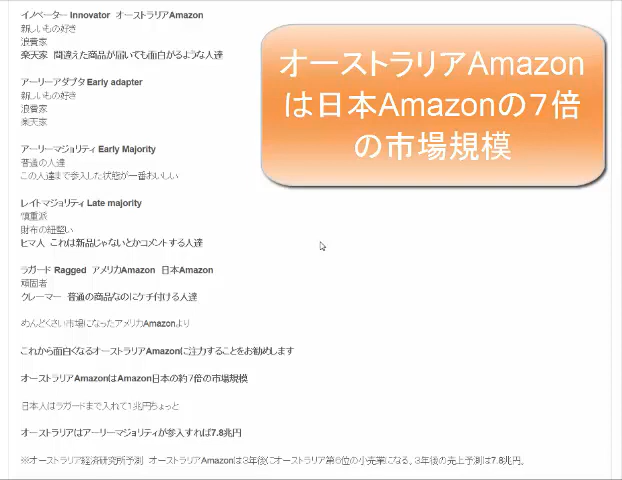 イノベーター Innovator オーストラリアAmazon
新しいもの好き
浪費家
楽天家 間違えた商品が届いても面白がるような人達
オーストラリアAmazon
は日本Amazonの7倍
の市場規模
アーリーアダプタ Early adapter
新しいもの好き
浪費家
楽天家
アーリーマジョリティ Early Majority
普通の人達
この人達まで参入した状態が一番おいしい
レイトマジョリティ Late majority
慎重派
財布の紐堅い
ヒマ人 これは新品じゃないとかコメントする人達
ラガード Ragged アメリカAmazon 日本Amazon
頑固者
クレーマー 普通の商品なのにケチ付ける人達
めんどくさい市場になったアメリカAmazonより
これから面白くなるオーストラリアAmazonに注力することをお勧めします
オーストラリアAmazonはAmazon日本の約7倍の市場規模
日本人はラガードまで入れて1兆円ちょっと
オーストラリアはアーリーマジョリティが参入すれば7.8兆円
※オーストラリア経済研究所予測 オーストラリアAmazonは3年後にオーストラリア第6位の小売業になる。3年後の売上予測は7.8兆円。